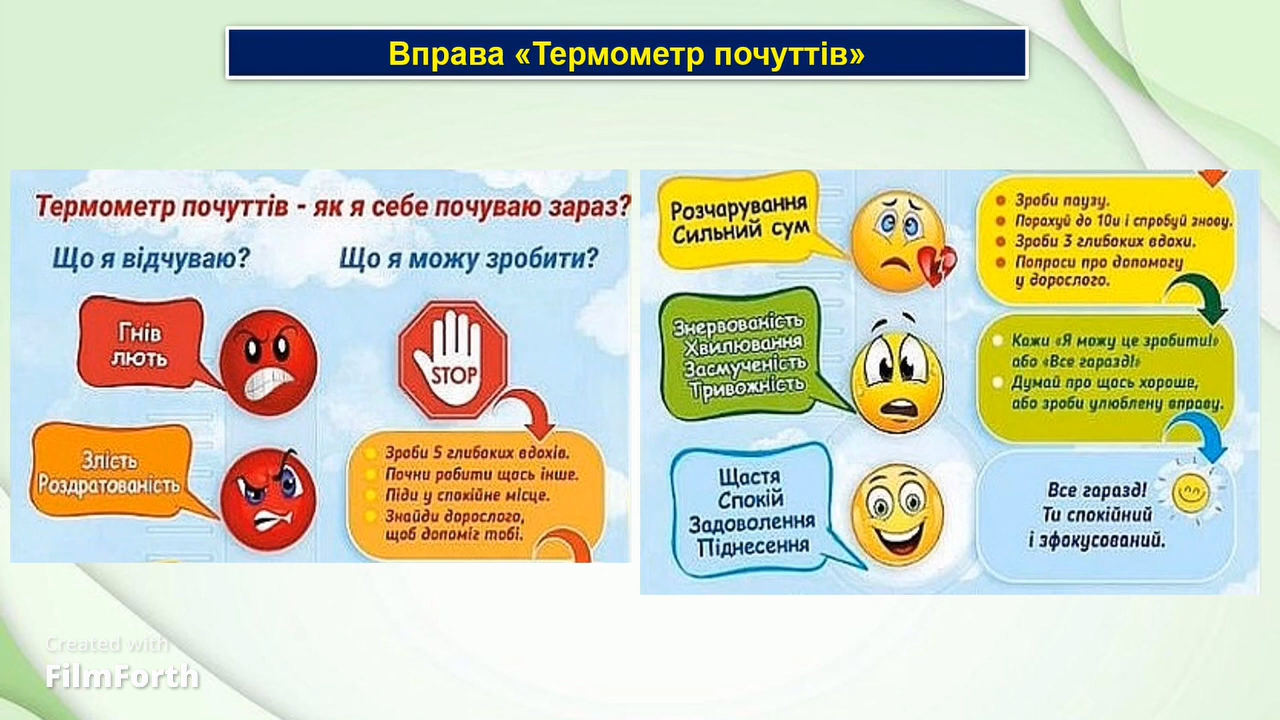 Вправа «Термометр почуттів»
Термометр почуттів - як я себе почуваю зараз?
Що я відчуваю?
Що я можу зробити?
Гнів
лють
STOP
Злість
Роздратованість
Зроби 5 глибоких вдохів.
Почни робити щось інше.
Піди у спокійне місце.
Знайди дорослого,
щоб допоміг тобі.
Розчарування
Сильний сум
Зроби паузу.
Порахуй до 10и і спробуй знову.
Зроби 3 глибоких вдохи.
Попроси про допомогу
у дорослого.
Знервованість
Хвилювання
Засмученість
Тривожність
Кажи «Я можу це зробити!»
або «Все гаразд!»
Думай про щось хороше,
або зроби улюблену вправу.
Щастя
Спокій
Задоволення
Піднесення
Все гаразд!
Ти спокійний
і зфокусований.
Created with
FilmForth